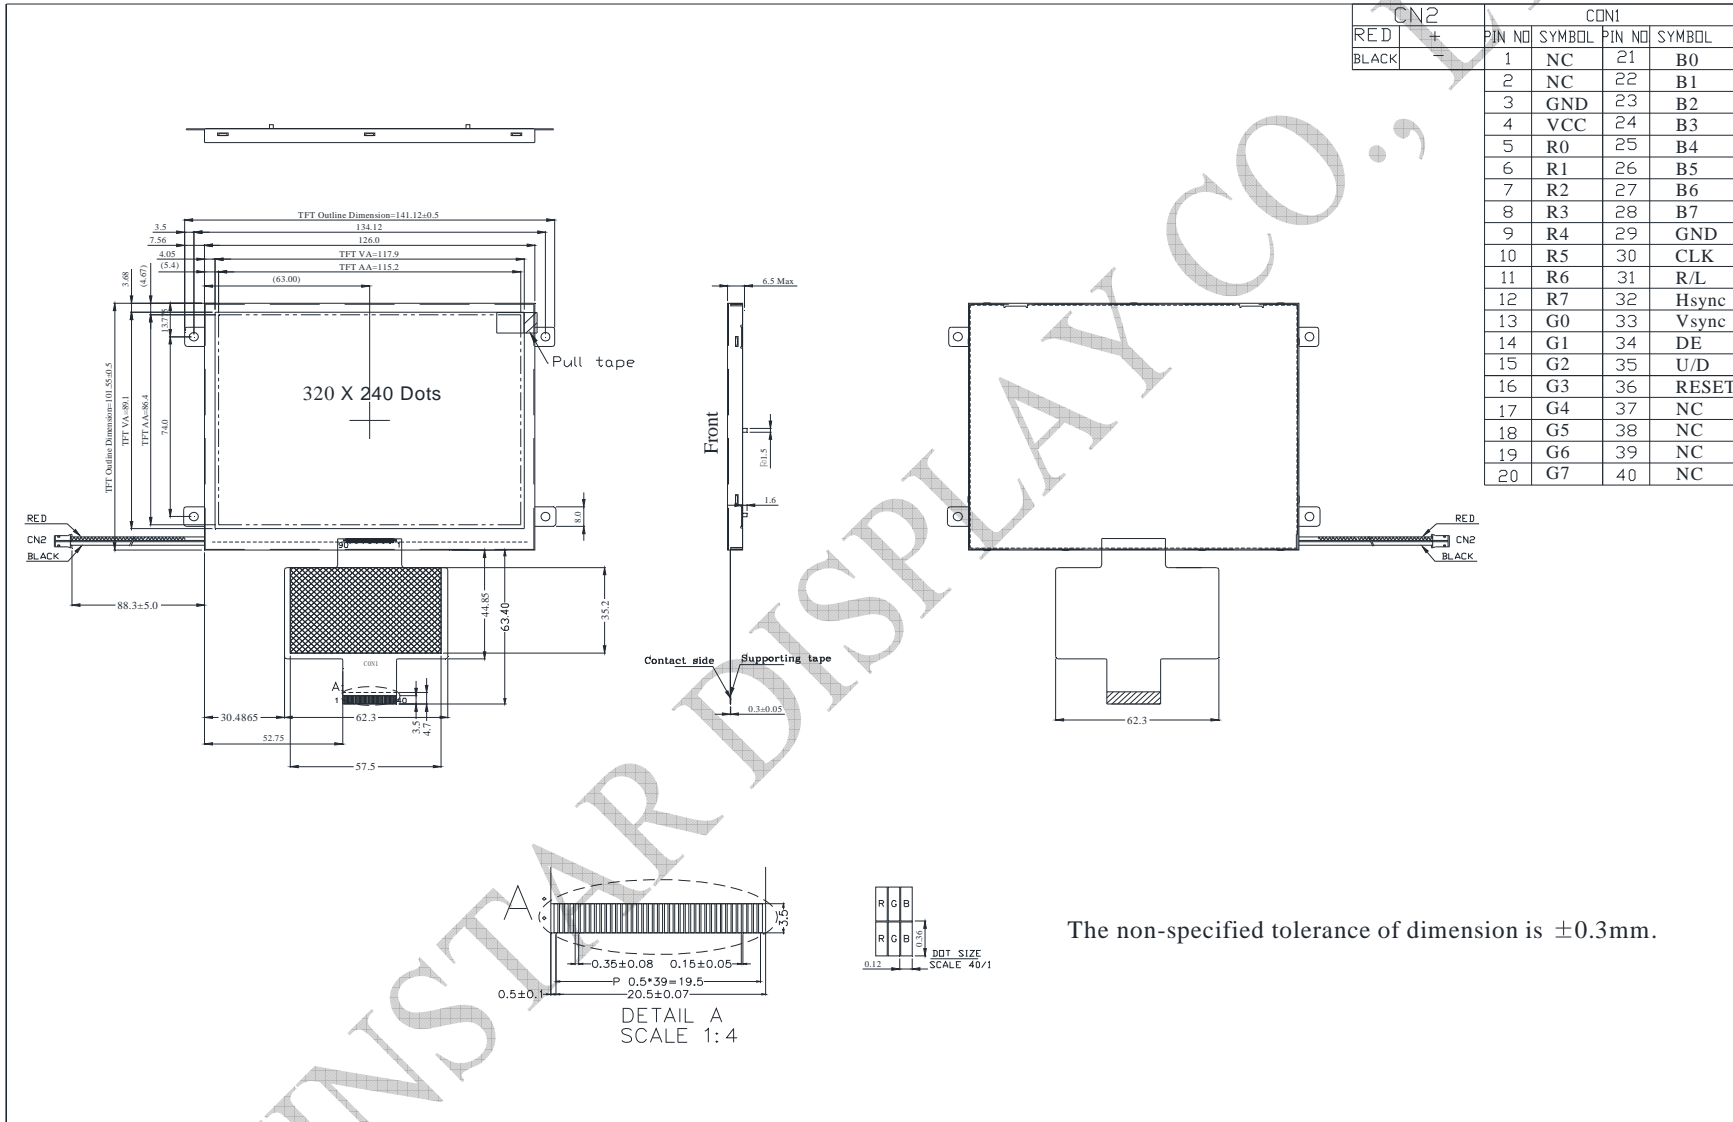 CN2 CON1
RED + PIN NO SYMBOL PIN NO SYMBOL
BLACK - 1 NC 21 B0
2 NC 22 B1
3 GND 23 B2
4 VCC 24 B3
5 R0 25 B4
6 R1 26 B5
7 R2 27 B6
8 R3 28 B7
9 R4 29 GND
10 R5 30 CLK
11 R6 31 R/L
12 R7 32 Hsync
13 G0 33 Vsync
14 G1 34 DE
15 G2 35 U/D
16 G3 36 RESET
17 G4 37 NC
18 G5 38 NC
19 G6 39 NC
20 G7 40 NC
TFT Outline Dimension=141.12±0.5
3.5 134.12
7.56 126.0
4.05 TFT VA=117.9
(5.4) TFT AA=115.2
(63.00)
3.68
(4.67)
13.775
TFT Outline Dimension=101.55±0.5
TFT VA=89.1
TFT AA=86.4
74.0
Pull tape
320 X 240 Dots
8.0
RED
CN2
BLACK
90 1
88.3±5.0
44.85
63.40
35.2
CON1
A
1 40
30.4865 62.3
3.5
4.7
52.75
57.5
6.5 Max
Front
1.5
1.6
Contact side Supporting tape
0.3±0.05
RED
CN2
BLACK
62.3
A
3.5
0.35±0.08 0.15±0.05
P 0.5*39=19.5
0.5±0.1 20.5±0.07
DETAIL A
SCALE 1:4
R G B
R G B
0.36
0.12
DOT SIZE
SCALE 40/1
The non-specified tolerance of dimension is ±0.3mm.
INSTAR DISPLAY CO., L